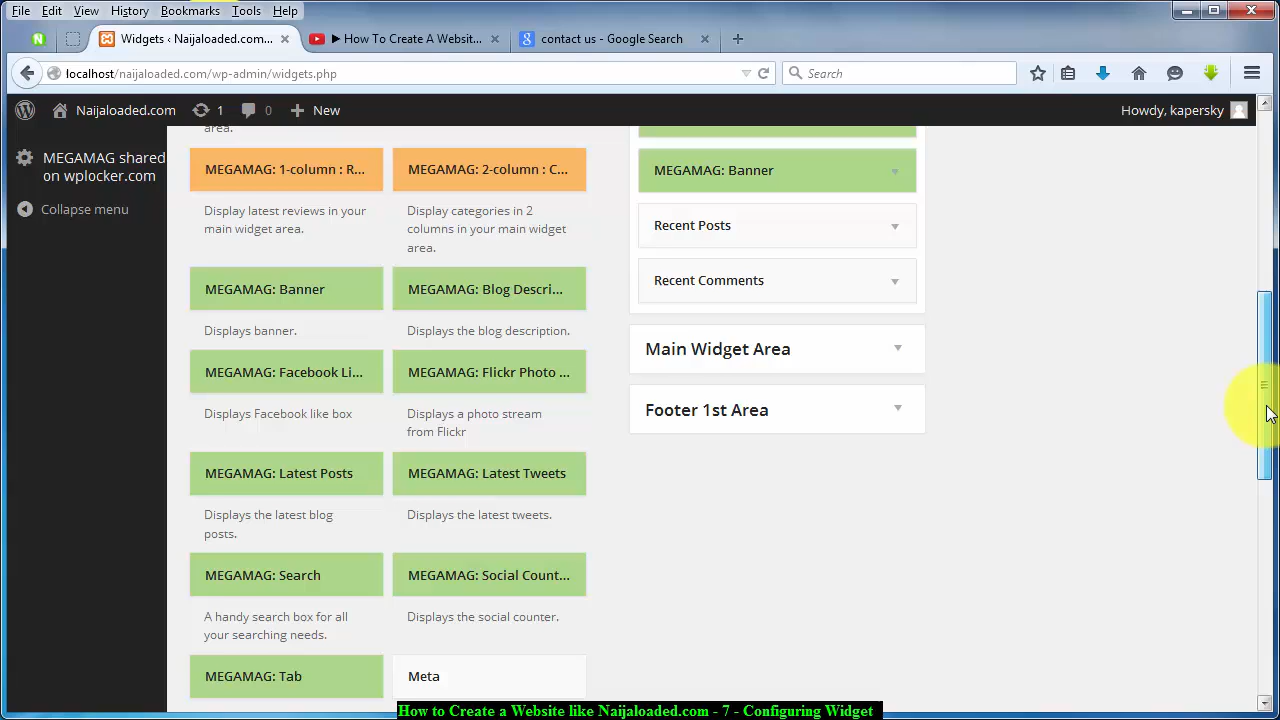 File Edit View History Bookmarks Tools Help
Widgets ‹ Naijaloaded.com...
▶ How To Create A Websit...
contact us - Google Search
localhost/naijaloaded.com/wp-admin/widgets.php
Search
Naijaloaded.com 1 0 New
Howdy, kapersky
MEGAMAG shared
on wplocker.com
Collapse menu
area.
MEGAMAG: 1-column : R...
MEGAMAG: 2-column : C...
Display latest reviews in your
main widget area.
Display categories in 2
columns in your main widget
area.
MEGAMAG: Banner
MEGAMAG: Blog Descri...
Displays banner.
Displays the blog description.
MEGAMAG: Facebook Li...
MEGAMAG: Flickr Photo ...
Displays Facebook like box
Displays a photo stream
from Flickr
MEGAMAG: Latest Posts
MEGAMAG: Latest Tweets
Displays the latest blog
posts.
Displays the latest tweets.
MEGAMAG: Search
MEGAMAG: Social Count...
A handy search box for all
your searching needs.
Displays the social counter.
MEGAMAG: Tab
Meta
MEGAMAG: Banner
Recent Posts
Recent Comments
Main Widget Area
Footer 1st Area
How to Create a Website like Naijaloaded.com - 7 - Configuring Widget